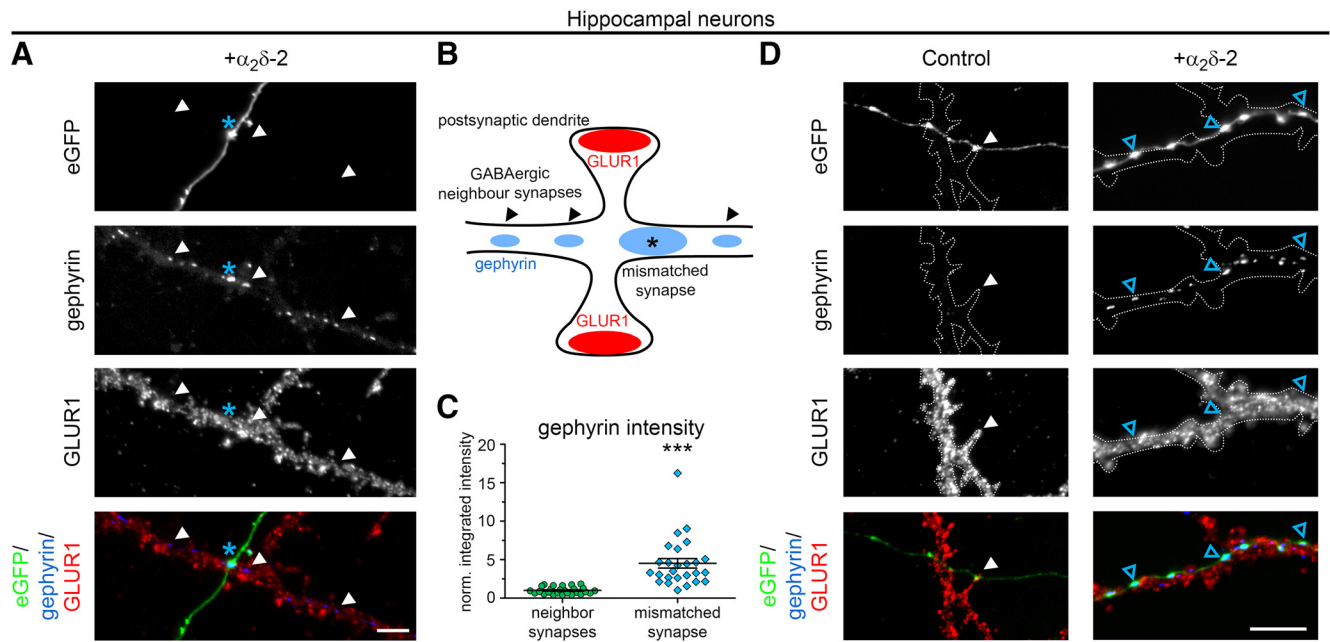 Hippocampal neurons
A
+α₂δ-2
eGFP
gephyrin
GLUR1
eGFP/
gephyrin/
GLUR1
B
postsynaptic dendrite
GLUR1
GABAergic
neighbour synapses
*
gephyrin
mismatched
synapse
GLUR1
C
gephyrin intensity
***
norm. integrated intensity
20
15
10
5
0
neighbor
synapses
mismatched
synapse
D
Control
+α₂δ-2
eGFP
gephyrin
GLUR1
eGFP/
gephyrin/
GLUR1